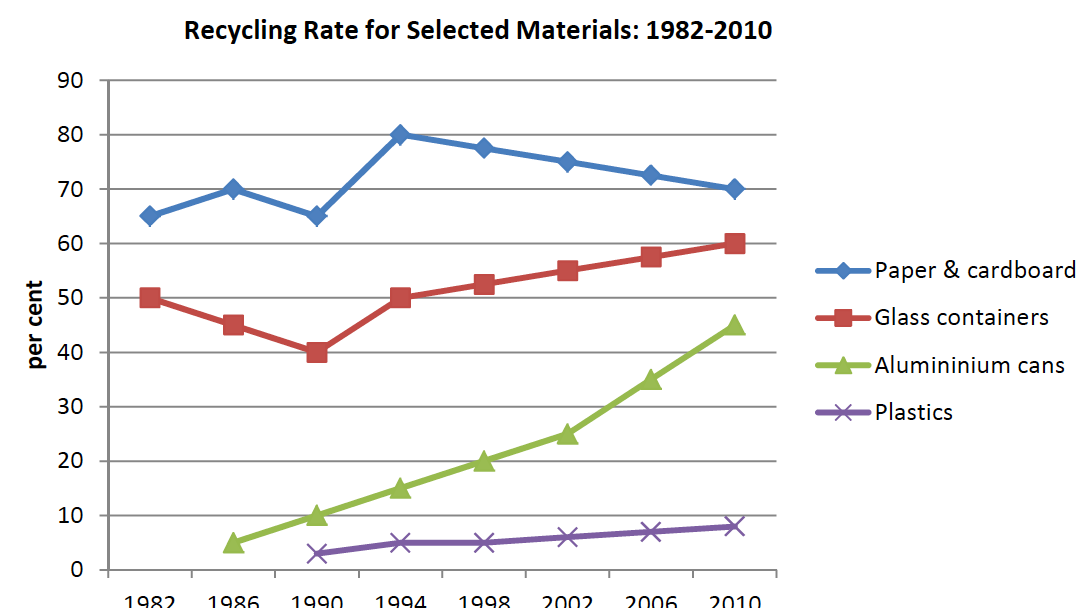 Recycling Rate for Selected Materials: 1982-2010
90
80
70
60
50
40
30
20
10
0
per cent
1982 1986 1990 1994 1998 2002 2006 2010
Paper & cardboard
Glass containers
Alumininium cans
Plastics